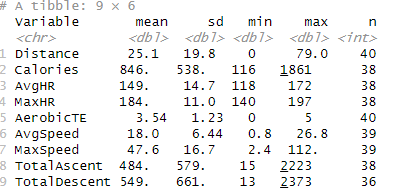 # A tibble: 9 × 6
Variable mean sd min max n
<chr> <dbl> <dbl> <dbl> <dbl> <int>
1 Distance 25.1 19.8 0 79.0 40
2 Calories 846. 538. 116 1861 38
3 AvgHR 149. 14.7 118 172 38
4 MaxHR 184. 11.0 140 197 38
5 AerobicTE 3.54 1.23 0 5 40
6 AvgSpeed 18.0 6.44 0.8 26.8 39
7 MaxSpeed 47.6 16.7 2.4 112. 39
8 TotalAscent 484. 579. 15 2223 38
9 TotalDescent 549. 661. 13 2373 36